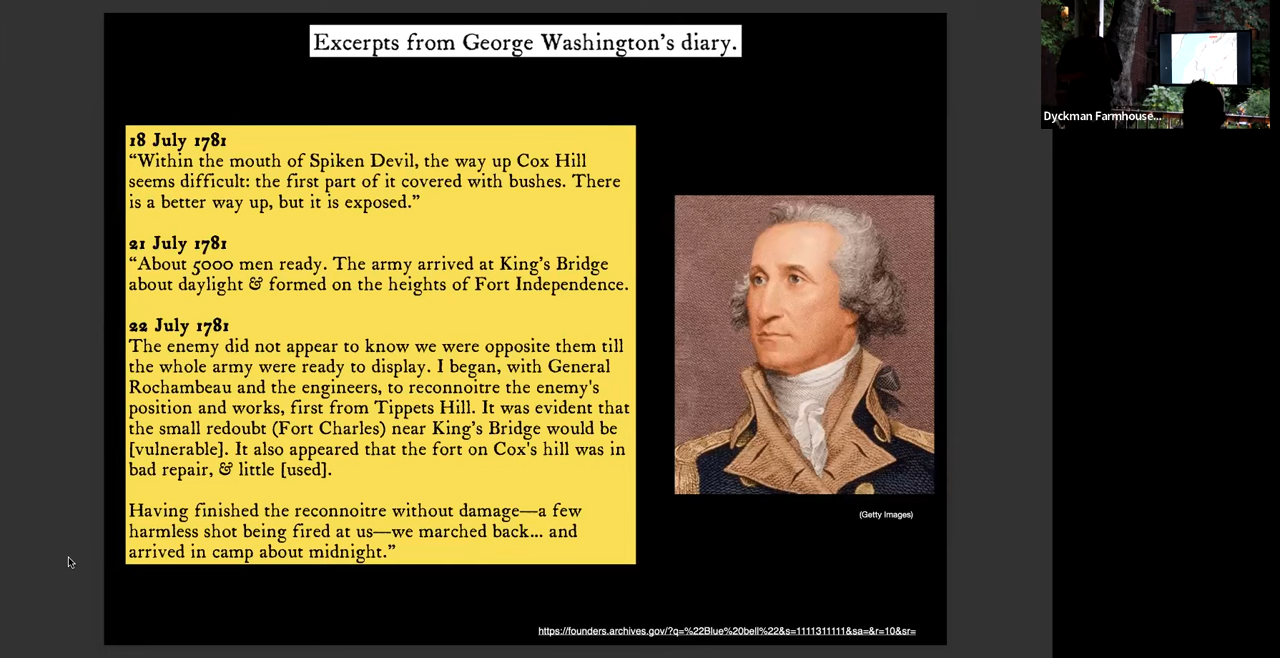 Excerpts from George Washington's diary.
18 July 1781
“Within the mouth of Spiken Devil, the way up Cox Hill
seems difficult: the first part of it covered with bushes. There
is a better way up, but it is exposed.”
21 July 1781
“About 5000 men ready. The army arrived at King's Bridge
about daylight & formed on the heights of Fort Independence.
22 July 1781
The enemy did not appear to know we were opposite them till
the whole army were ready to display. I began, with General
Rochambeau and the engineers, to reconnoitre the enemy's
position and works, first from Tippets Hill. It was evident that
the small redoubt (Fort Charles) near King's Bridge would be
[vulnerable]. It also appeared that the fort on Cox's hill was in
bad repair, & little [used].
Having finished the reconnoitre without damage—a few
harmless shot being fired at us—we marched back... and
arrived in camp about midnight.”
(Getty Images)
https://founders.archives.gov/?q=%22Blue%20bell%22&s=1111311111&sa=&r=10&sr=
Dyckman Farmhouse...